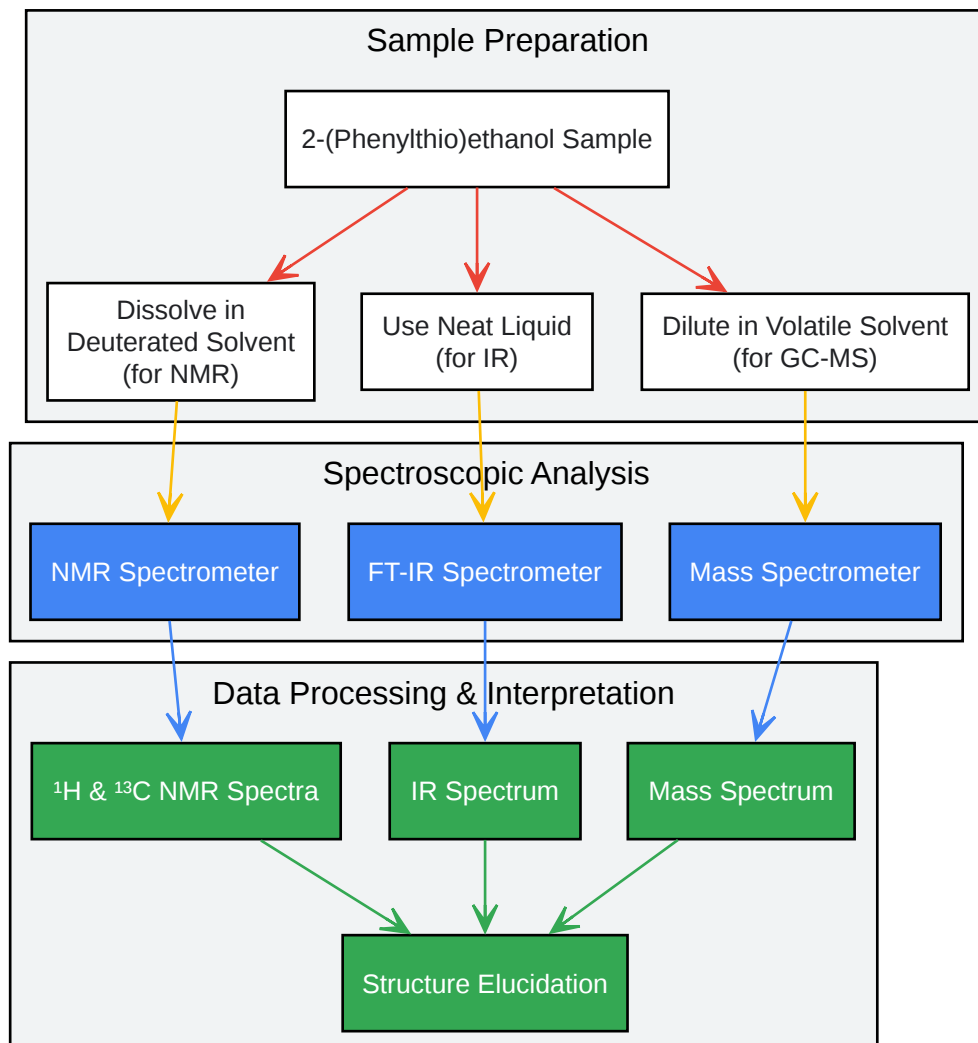 Sample Preparation
2-(Phenylthio)ethanol Sample
Dissolve in
Deuterated Solvent
(for NMR)
Use Neat Liquid
(for IR)
Dilute in Volatile Solvent
(for GC-MS)
Spectroscopic Analysis
NMR Spectrometer
FT-IR Spectrometer
Mass Spectrometer
Data Processing & Interpretation
¹H & ¹³C NMR Spectra
IR Spectrum
Mass Spectrum
Structure Elucidation